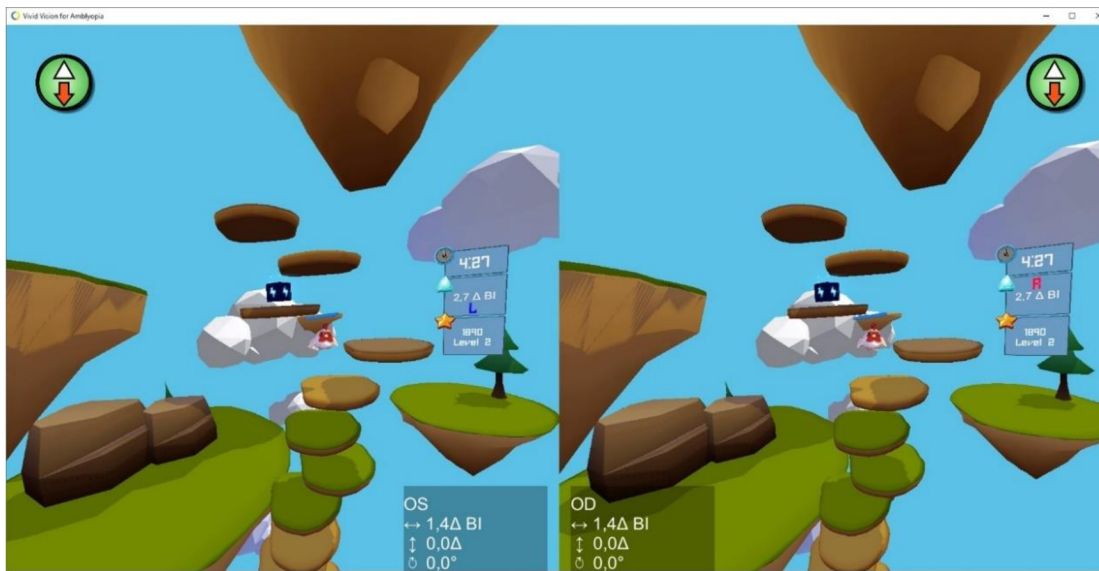 Vivid Vision for Amblyopia
4:27
2,7 Δ BI
L
1890
Level 2
4:27
R
2,7 Δ BI
1890
Level 2
OS
↔ 1,4Δ BI
↕ 0,0Δ
↻ 0,0°
OD
↔ 1,4Δ BI
↕ 0,0Δ
↻ 0,0°